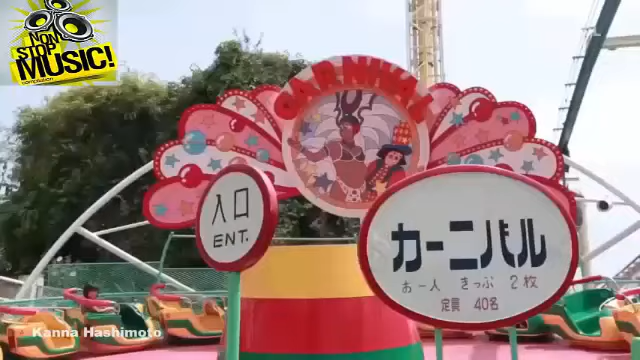 NON
STOP
MUSIC!
compilation
CARNIVAL
入口
ENT.
カーニバル
お一人 きっぷ 2枚
定員 40名
Kanna Hashimoto